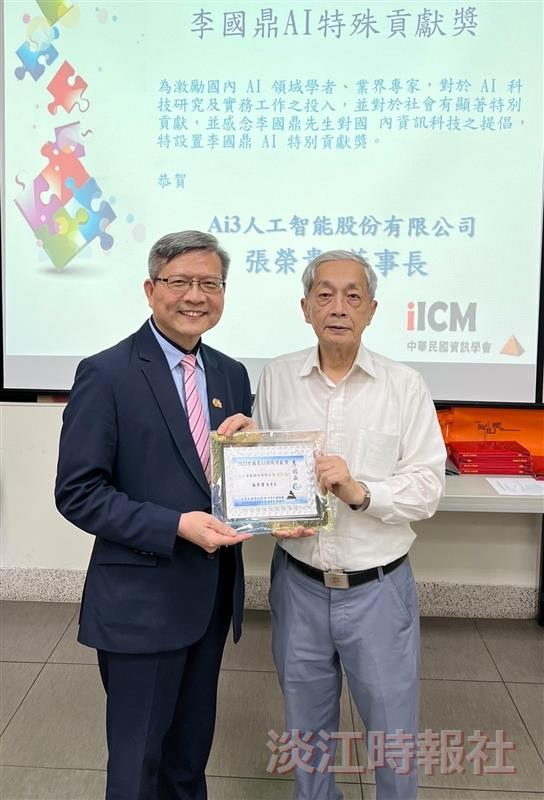 李國鼎AI特殊貢獻獎
為激勵國內 AI 領域學者、業界專家，對於 AI 科
技研究及實務工作之投入，並對於社會有顯著特別
貢獻，並感念李國鼎先生對國 內資訊科技之提倡，
特設置李國鼎 AI 特別貢獻獎。
恭賀
Ai3人工智能股份有限公司
張榮貴 董事長
iICM
中華民國資訊學會
淡江時報社